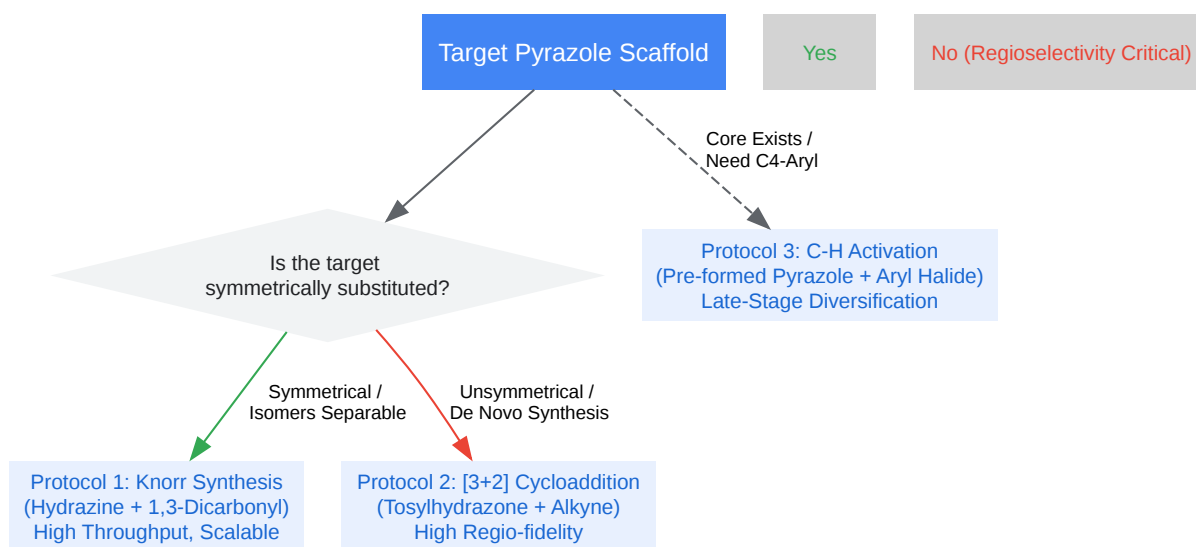 Target Pyrazole Scaffold
Yes
No (Regioselectivity Critical)
Core Exists /
Need C4-Aryl
Is the target
symmetrically substituted?
Protocol 3: C-H Activation
(Pre-formed Pyrazole + Aryl Halide)
Late-Stage Diversification
Symmetrical /
Isomers Separable
Unsymmetrical /
De Novo Synthesis
Protocol 1: Knorr Synthesis
(Hydrazine + 1,3-Dicarbonyl)
High Throughput, Scalable
Protocol 2: [3+2] Cycloaddition
(Tosylhydrazone + Alkyne)
High Regio-fidelity